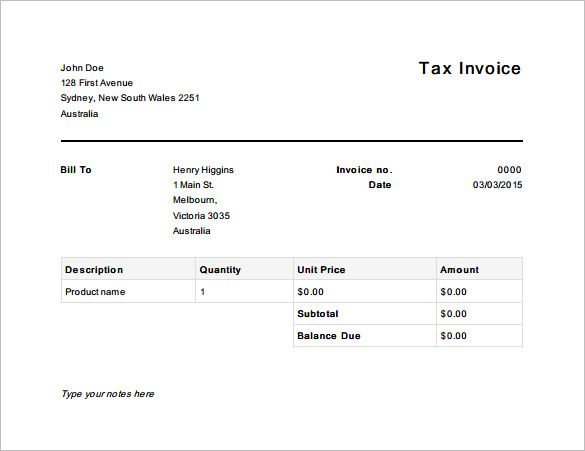 Tax Invoice
John Doe
128 First Avenue
Sydney, New South Wales 2251
Australia
Bill To Henry Higgins Invoice no. 0000
1 Main St. Date 03/03/2015
Melbourn,
Victoria 3035
Australia
Description Quantity Unit Price Amount
Product name 1 $0.00 $0.00
Subtotal $0.00
Balance Due $0.00
Type your notes here